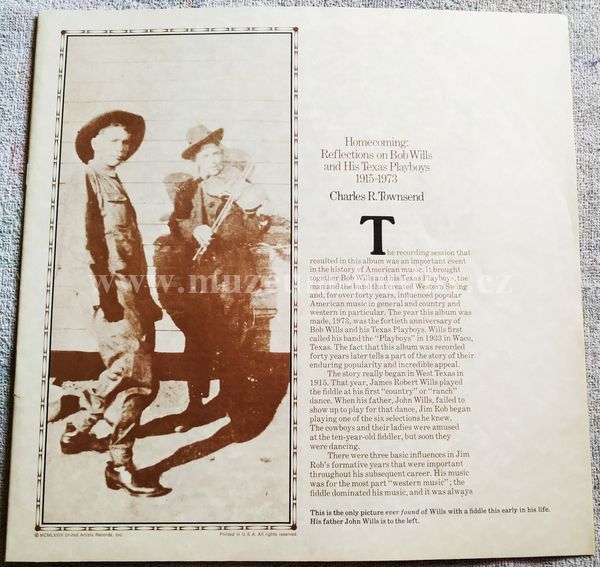 Homecoming:
Reflections on Bob Wills
and His Texas Playboys
1915-1973
Charles R. Townsend
The recording session that
resulted in this album was an important event
in the history of American music. It brought
together Bob Wills and his Texas Playboys, the
man and the band that created Western Swing
and, for over forty years, influenced popular
American music in general and country and
western in particular. The year this album was
made, 1973, was the fortieth anniversary of
Bob Wills and his Texas Playboys. Wills first
called his band the "Playboys" in 1933 in Waco,
Texas. The fact that this album was recorded
forty years later tells a part of the story of their
enduring popularity and incredible appeal.
The story really began in West Texas in
1915. That year, James Robert Wills played
the fiddle at his first "country" or "ranch"
dance. When his father, John Wills, failed to
show up to play for that dance, Jim Rob began
playing one of the six selections he knew.
The cowboys and their ladies were amused
at the ten-year-old fiddler, but soon they
were dancing.
There were three basic influences in Jim
Rob's formative years that were important
throughout his subsequent career. His music
was for the most part "western music"; the
fiddle dominated his music, and it was always
This is the only picture ever found of Wills with a fiddle this early in his life.
His father John Wills is to the left.
© MCMLXXIV United Artists Records, Inc.
Printed in U.S.A. All rights reserved.
www.muze
cz